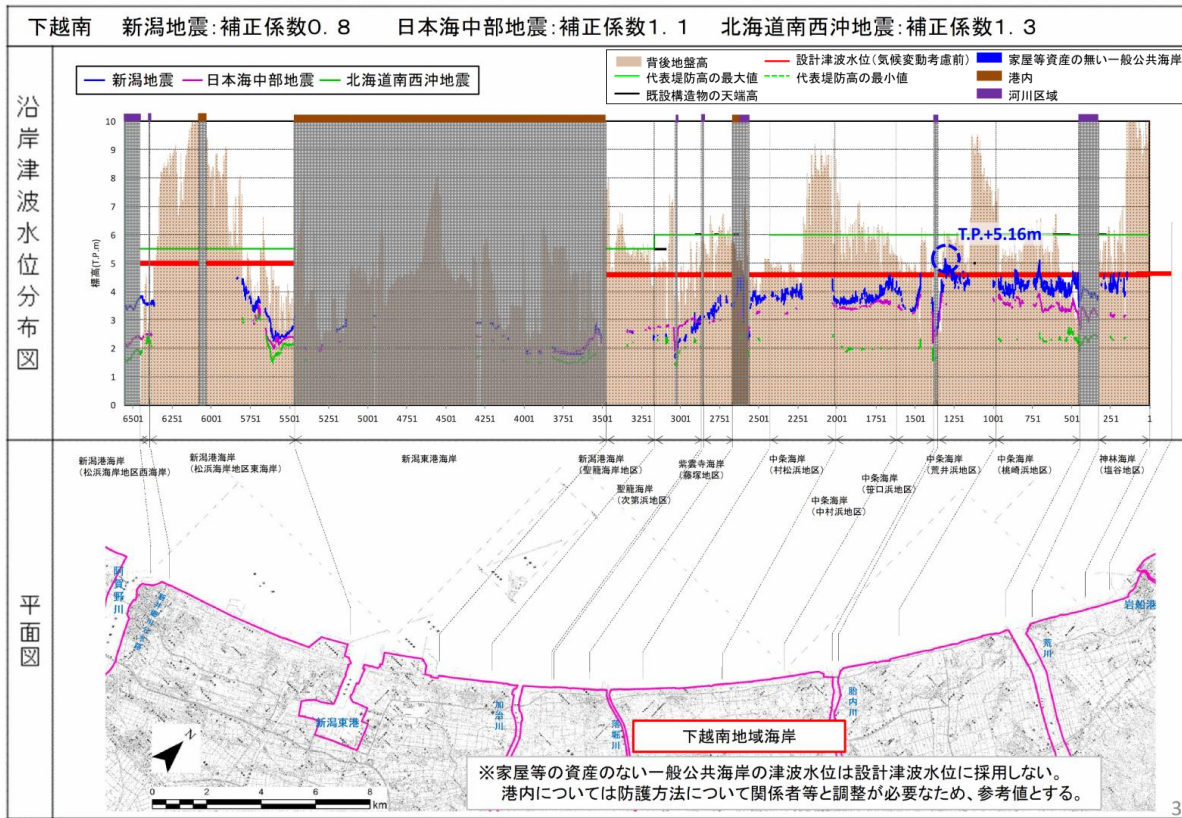 下越南　新潟地震:補正係数0.8　日本海中部地震:補正係数1.1　北海道南西沖地震:補正係数1.3
沿岸津波水位分布図
新潟地震　日本海中部地震　北海道南西沖地震
背後地盤高　設計津波水位(気候変動考慮前)　家屋等資産の無い一般公共海岸
代表堤防高の最大値　代表堤防高の最小値　港内
既設構造物の天端高　河川区域
標高(T.P.m)
10
9
8
7
6
5
4
3
2
1
0
T.P.+5.16m
6501 6251 6001 5751 5501 5251 5001 4751 4501 4251 4001 3751 3501 3251 3001 2751 2501 2251 2001 1751 1501 1251 1001 751 501 251 1
新潟港海岸
(松浜海岸地区西海岸)
新潟港海岸
(松浜海岸地区東海岸)
新潟東港海岸
新潟港海岸
(聖籠海岸地区)
聖籠海岸
(次第浜地区)
紫雲寺海岸
(藤塚地区)
中条海岸
(村松浜地区)
中条海岸
(中村浜地区)
中条海岸
(笹口浜地区)
中条海岸
(荒井浜地区)
中条海岸
(桃崎浜地区)
神林海岸
(塩谷地区)
平面図
阿賀野川
新潟東港
加治川
落堀川
胎内川
荒川
岩船港
下越南地域海岸
N
0 2 4 6 8
km
※家屋等の資産のない一般公共海岸の津波水位は設計津波水位に採用しない。
港内については防護方法について関係者等と調整が必要なため、参考値とする。
3